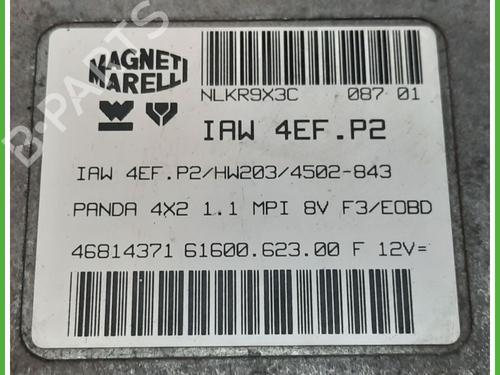 MAGNETI
MARELLI
NLKR9X3C 087 01
IAW 4EF.P2
IAW 4EF.P2/HW203/4502-843
PANDA 4X2 1.1 MPI 8V F3/EOBD
46814371 61600.623.00 F 12V=
B-PARTS